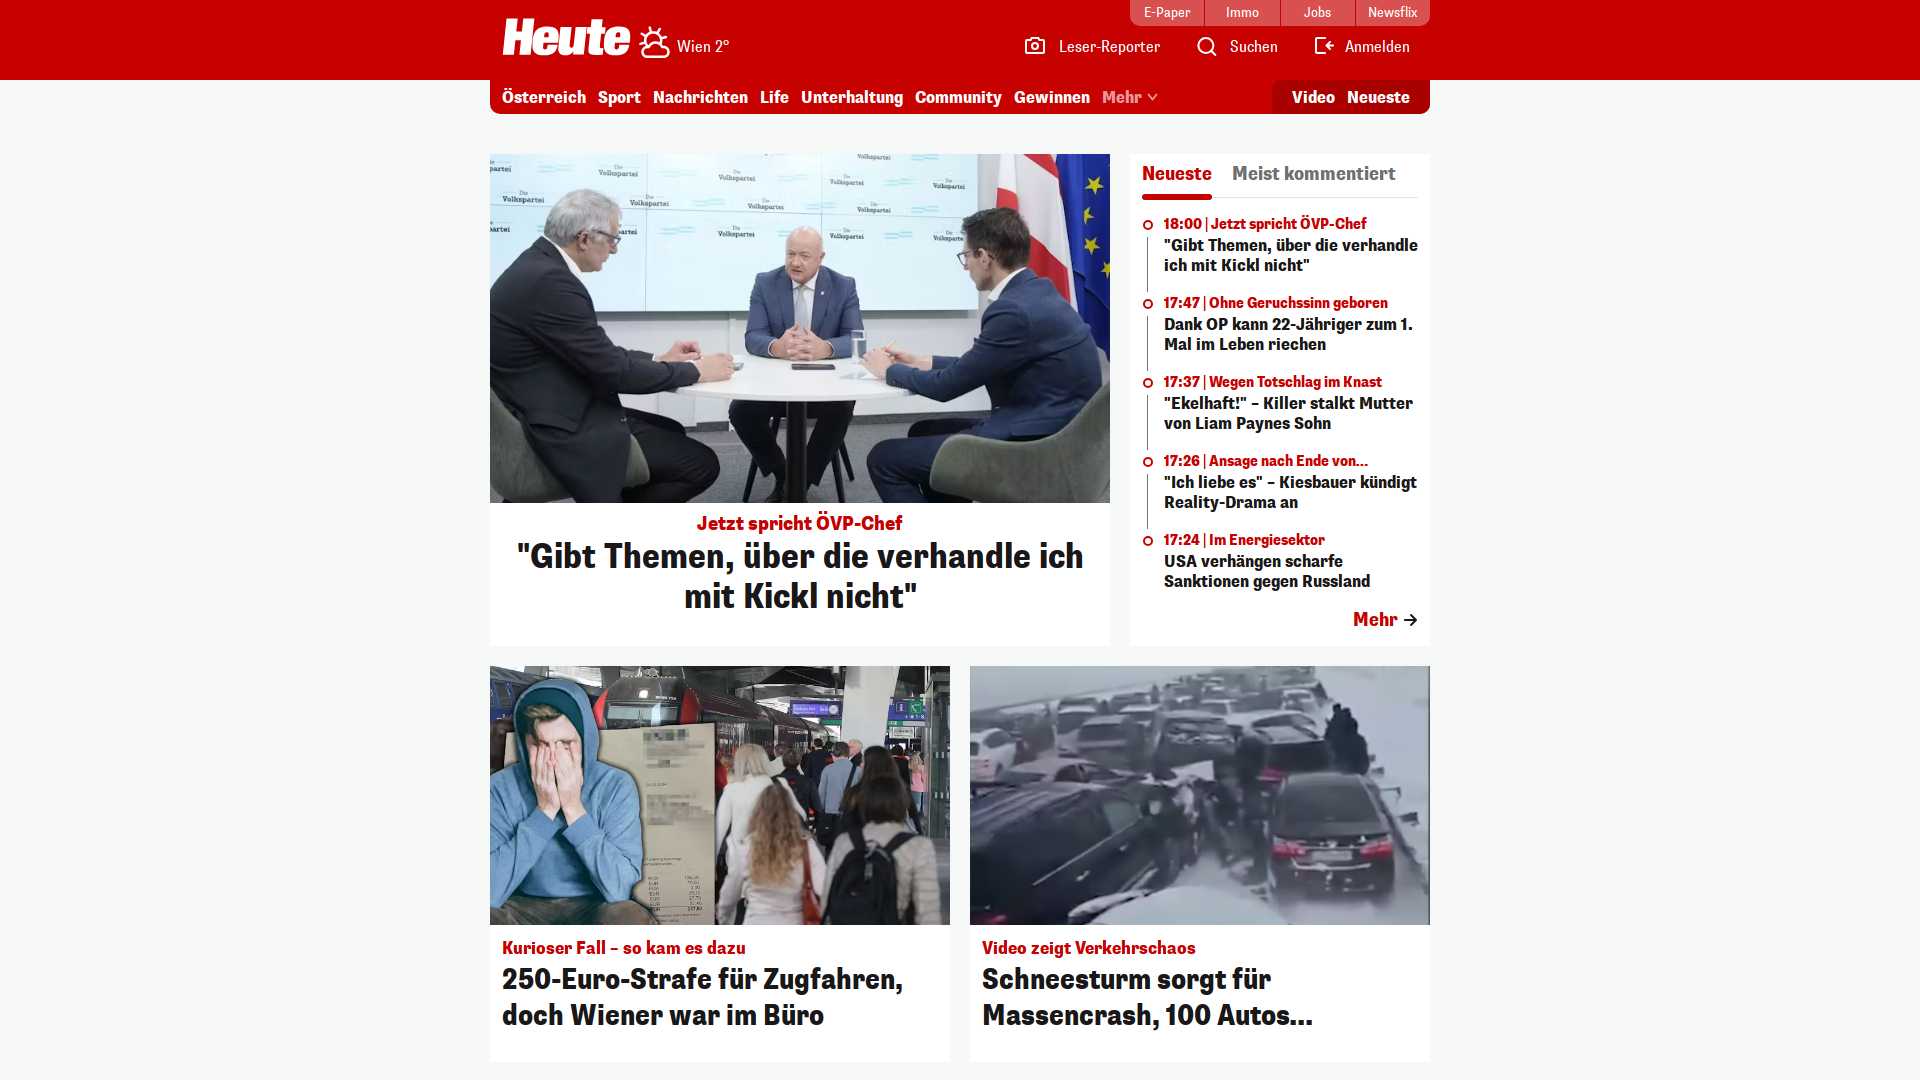 E-Paper
Immo
Jobs
Newsflix
Heute
Wien 2°
Leser-Reporter
Suchen
Anmelden
Österreich
Sport
Nachrichten
Life
Unterhaltung
Community
Gewinnen
Mehr
Video
Neueste
Die Volkspartei
Jetzt spricht ÖVP-Chef
"Gibt Themen, über die verhandle ich
mit Kickl nicht"
Neueste
Meist kommentiert
18:00 | Jetzt spricht ÖVP-Chef
"Gibt Themen, über die verhandle
ich mit Kickl nicht"
17:47 | Ohne Geruchssinn geboren
Dank OP kann 22-Jähriger zum 1.
Mal im Leben riechen
17:37 | Wegen Totschlag im Knast
"Ekelhaft!" – Killer stalkt Mutter
von Liam Paynes Sohn
17:26 | Ansage nach Ende von...
"Ich liebe es" – Kiesbauer kündigt
Reality-Drama an
17:24 | Im Energiesektor
USA verhängen scharfe
Sanktionen gegen Russland
Mehr
Kurioser Fall – so kam es dazu
250-Euro-Strafe für Zugfahren,
doch Wiener war im Büro
Video zeigt Verkehrschaos
Schneesturm sorgt für
Massencrash, 100 Autos...